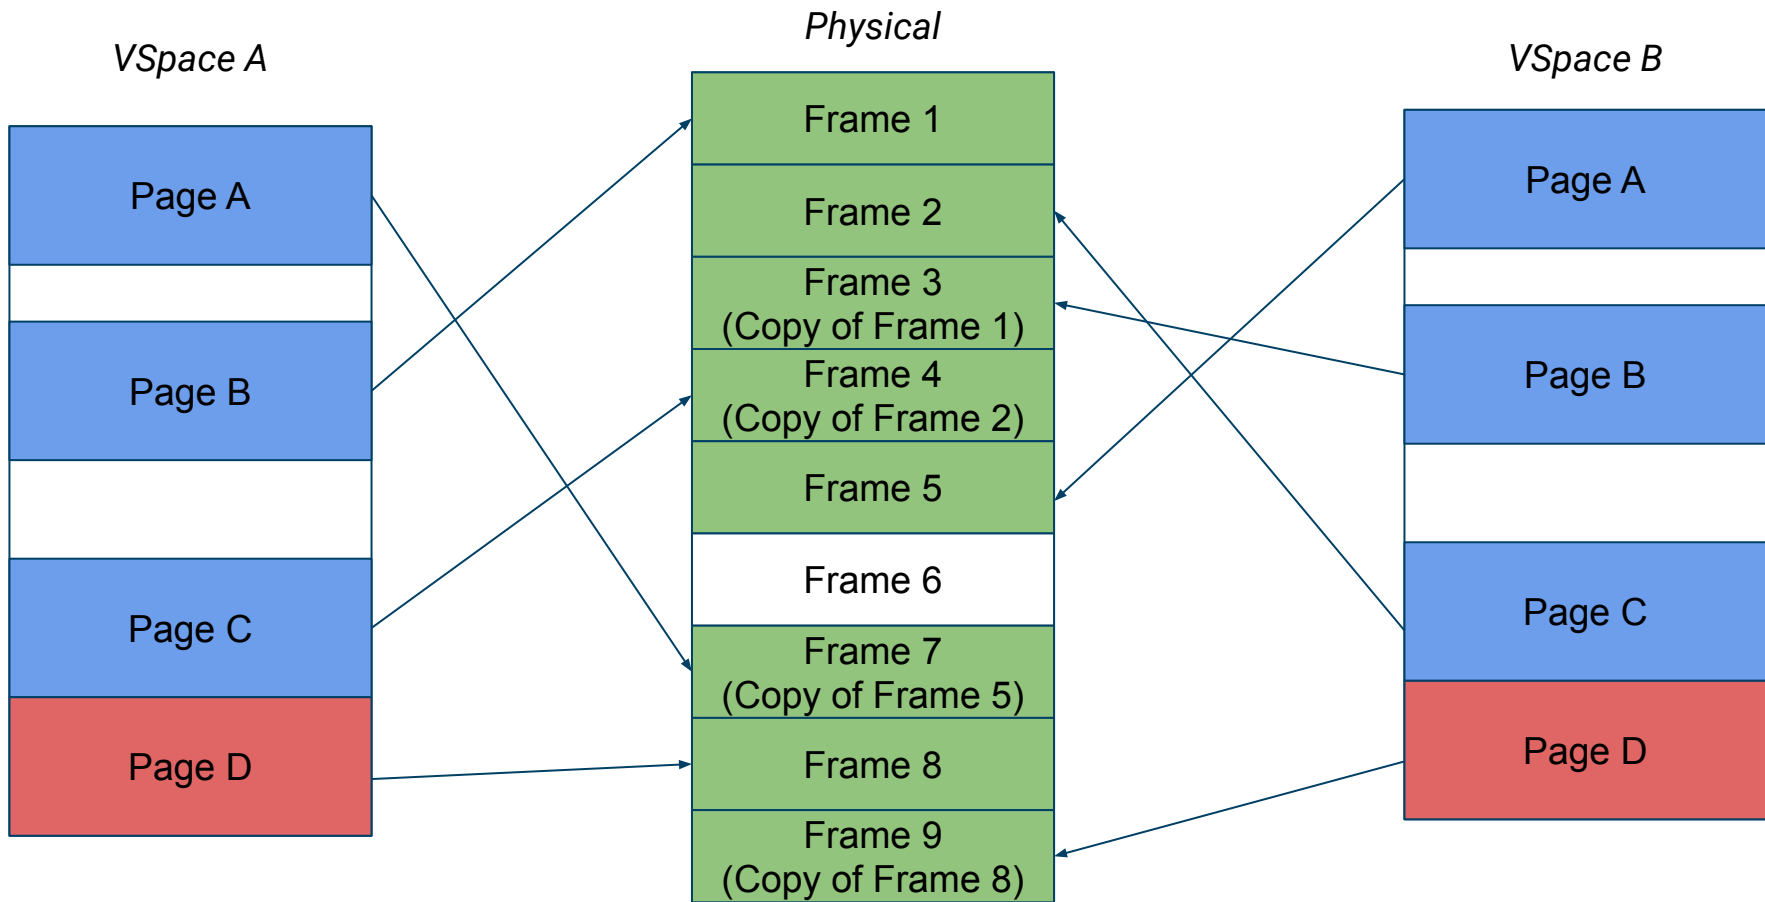 VSpace A
Page A
Page B
Page C
Page D
Physical
Frame 1
Frame 2
Frame 3
(Copy of Frame 1)
Frame 4
(Copy of Frame 2)
Frame 5
Frame 6
Frame 7
(Copy of Frame 5)
Frame 8
Frame 9
(Copy of Frame 8)
VSpace B
Page A
Page B
Page C
Page D